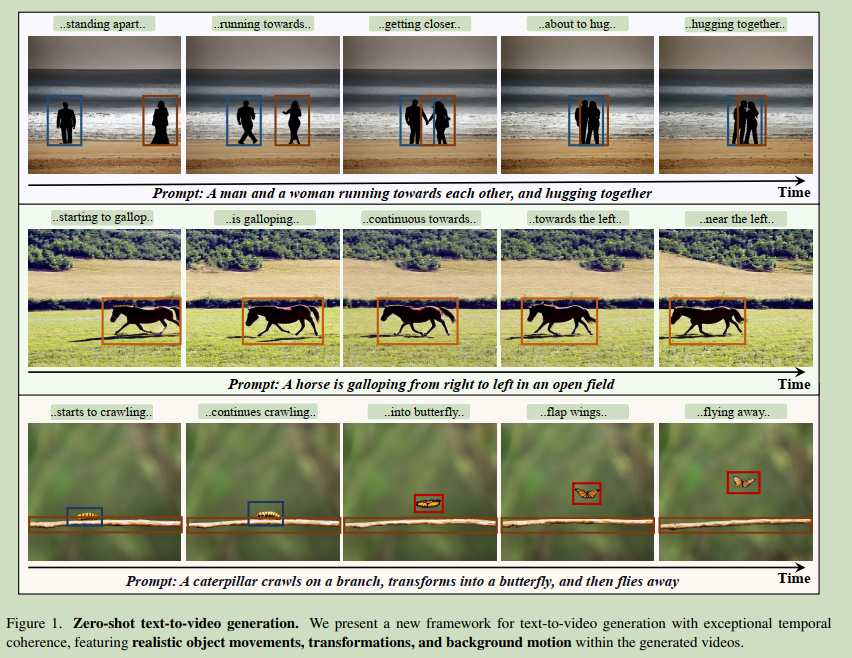 ..standing apart.. ..running towards.. ..getting closer.. ..about to hug.. ..hugging together..
Prompt: A man and a woman running towards each other, and hugging together Time
..starting to gallop.. ..is galloping.. ..continuous towards.. ..towards the left.. ..near the left..
Prompt: A horse is galloping from right to left in an open field Time
..starts to crawling.. ..continues crawling.. ..into butterfly.. ..flap wings.. ..flying away..
Prompt: A caterpillar crawls on a branch, transforms into a butterfly, and then flies away Time
Figure 1. Zero-shot text-to-video generation. We present a new framework for text-to-video generation with exceptional temporal
coherence, featuring realistic object movements, transformations, and background motion within the generated videos.